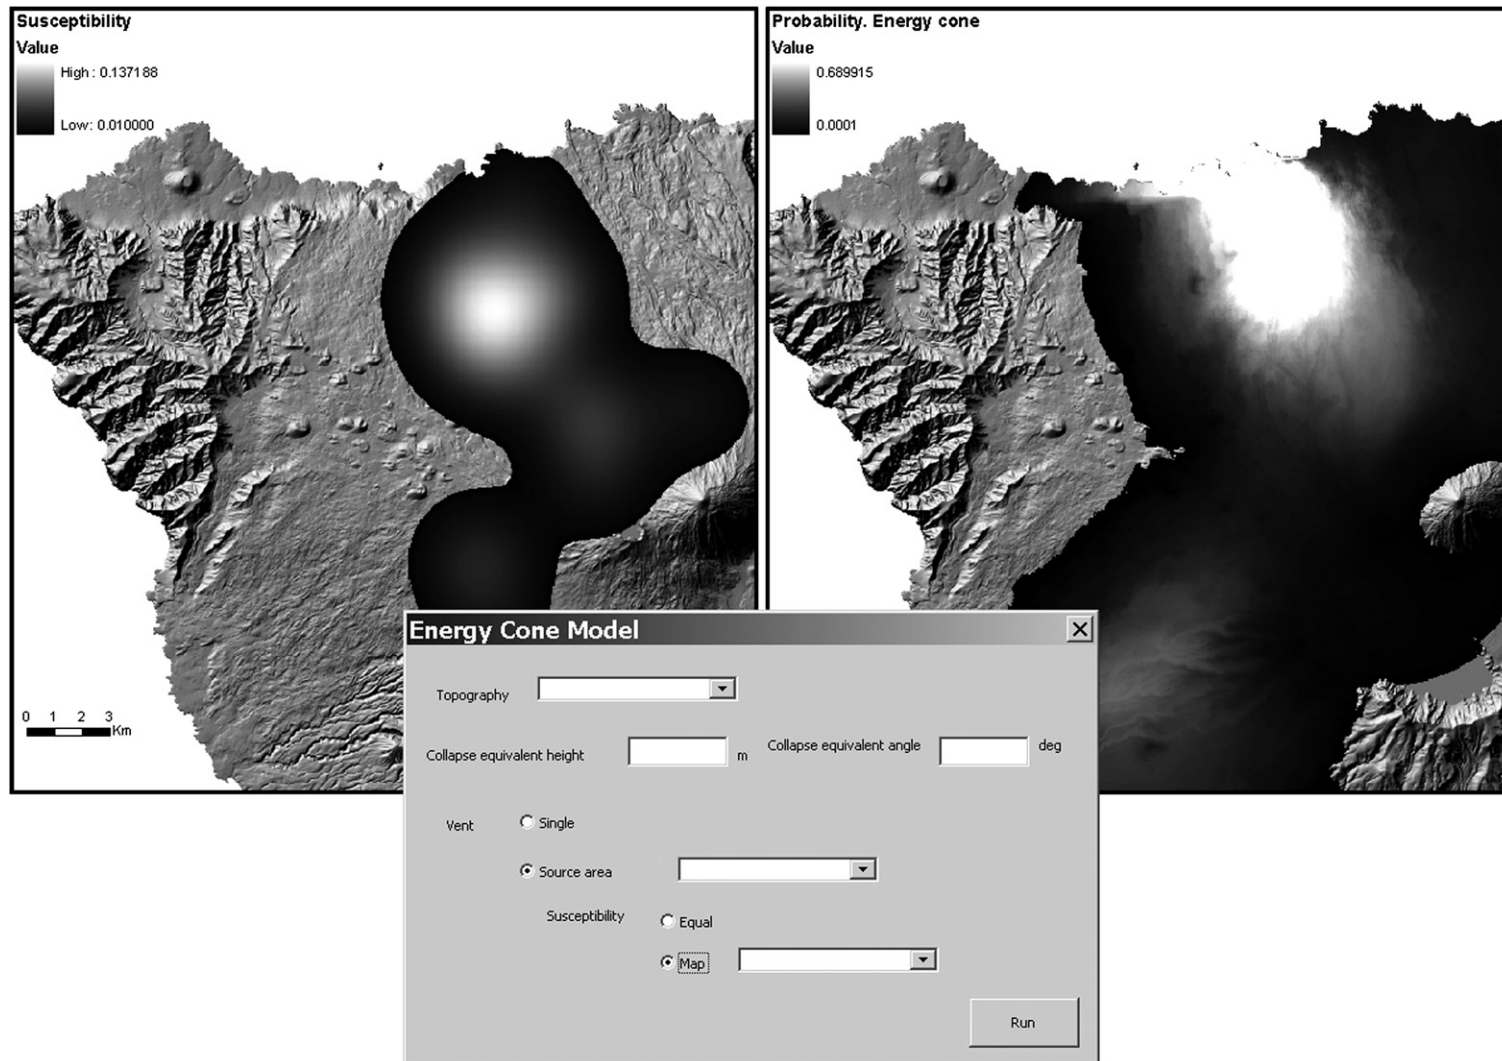 Susceptibility
Value
High : 0.137188
Low: 0.010000
0 1 2 3
Km
Probability. Energy cone
Value
0.689915
0.0001
Energy Cone Model
Topography
Collapse equivalent height m Collapse equivalent angle deg
Vent Single
Source area
Susceptibility Equal
Map
Run